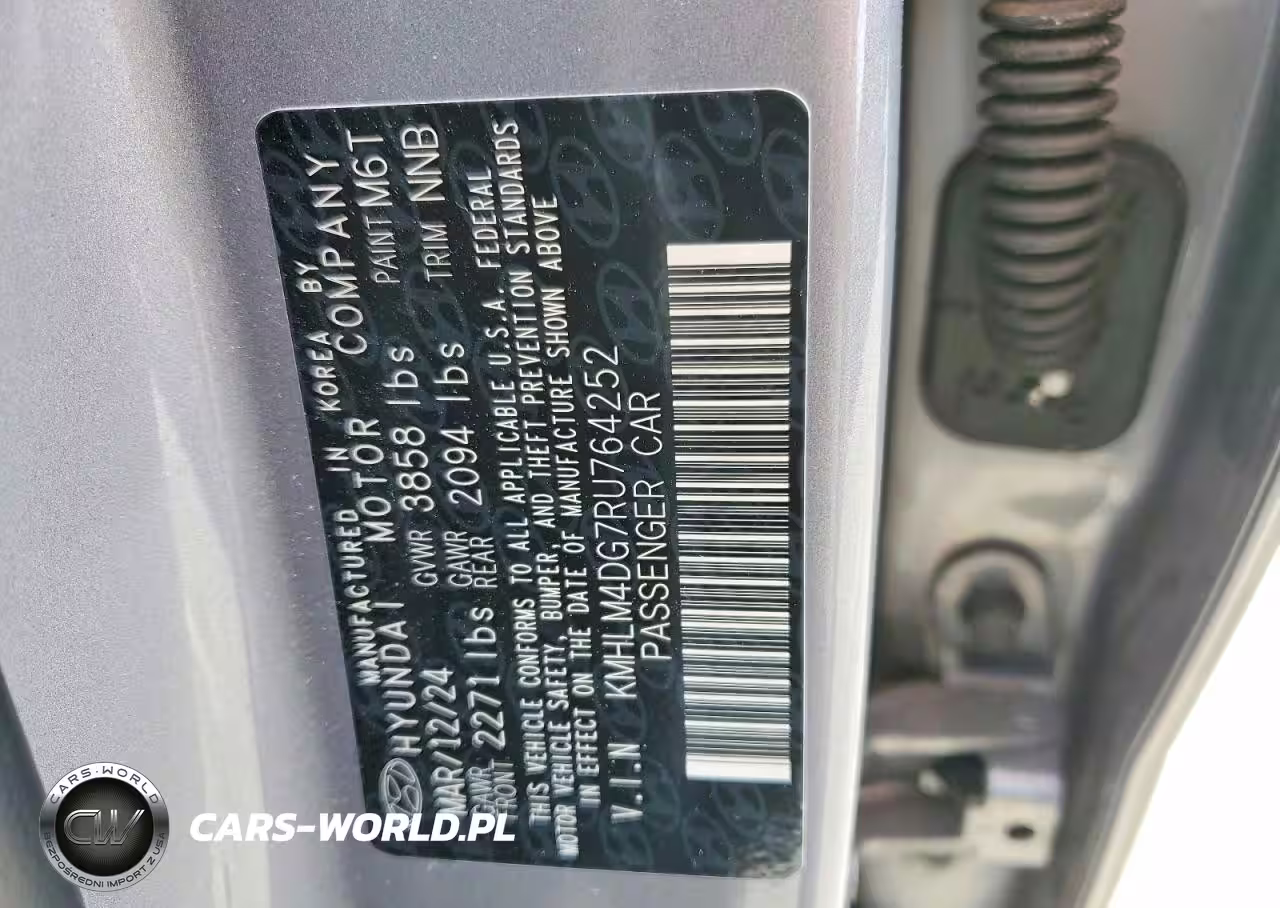 MANUFACTURED IN KOREA BY
HYUNDAI MOTOR COMPANY
MAR/12/24 GVWR 3858 lbs PAINT M6T
GAWR FRONT 2271 lbs GAWR REAR 2094 lbs TRIM NNB
THIS VEHICLE CONFORMS TO ALL APPLICABLE U.S.A. FEDERAL
MOTOR VEHICLE SAFETY, BUMPER, AND THEFT PREVENTION STANDARDS
IN EFFECT ON THE DATE OF MANUFACTURE SHOWN ABOVE
V.I.N KMHLM4DG7RU764252
PASSENGER CAR
CARS-WORLD
CW
BEZPOŚREDNI IMPORT Z USA
CARS-WORLD.PL